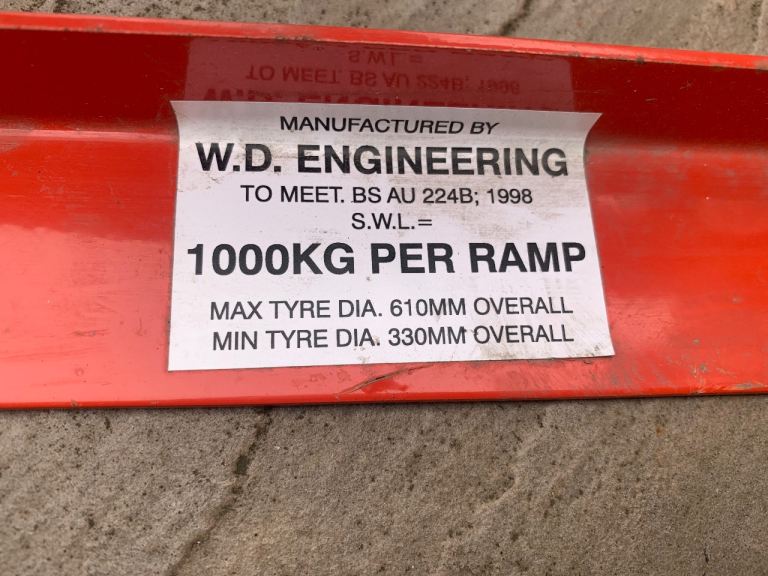 MANUFACTURED BY
W.D. ENGINEERING
TO MEET. BS AU 224B; 1998
S.W.L.=
1000KG PER RAMP
MAX TYRE DIA. 610MM OVERALL
MIN TYRE DIA. 330MM OVERALL